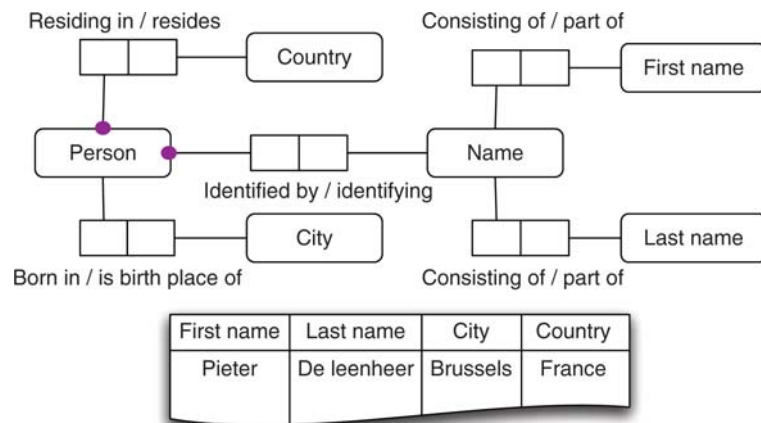 Residing in / resides
Consisting of / part of
Country
First name
Person
Name
Identified by / identifying
City
Last name
Born in / is birth place of
Consisting of / part of
First name Last name City Country
Pieter De leenheer Brussels France